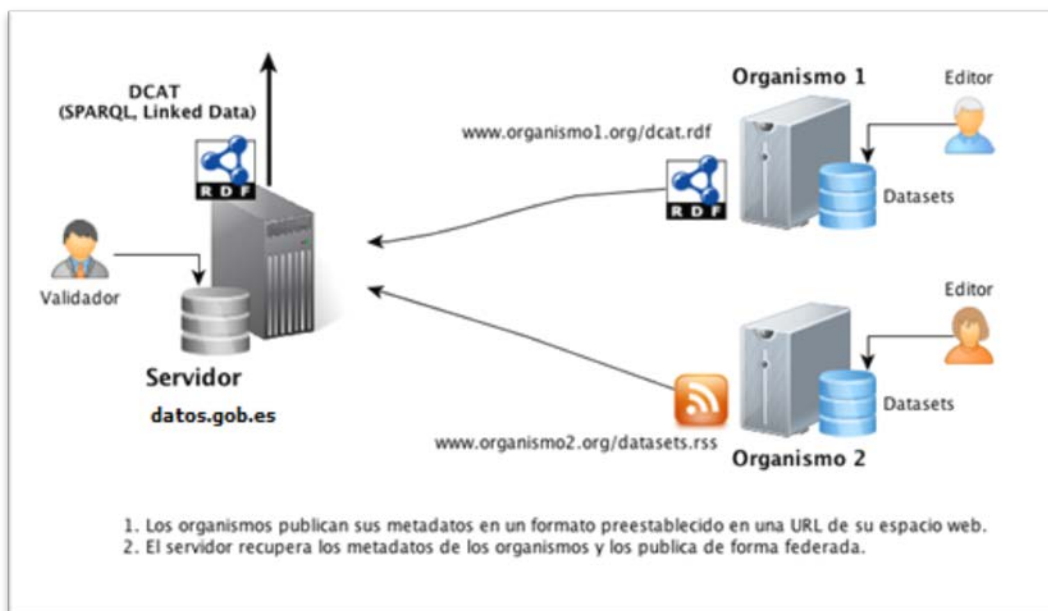 DCAT
(SPARQL, Linked Data)
RDF
Validador
Servidor
datos.gob.es
Organismo 1
Editor
www.organismo1.org/dcat.rdf
RDF
Datasets
Editor
Datasets
www.organismo2.org/datasets.rss
Organismo 2
1. Los organismos publican sus metadatos en un formato preestablecido en una URL de su espacio web.
2. El servidor recupera los metadatos de los organismos y los publica de forma federada.